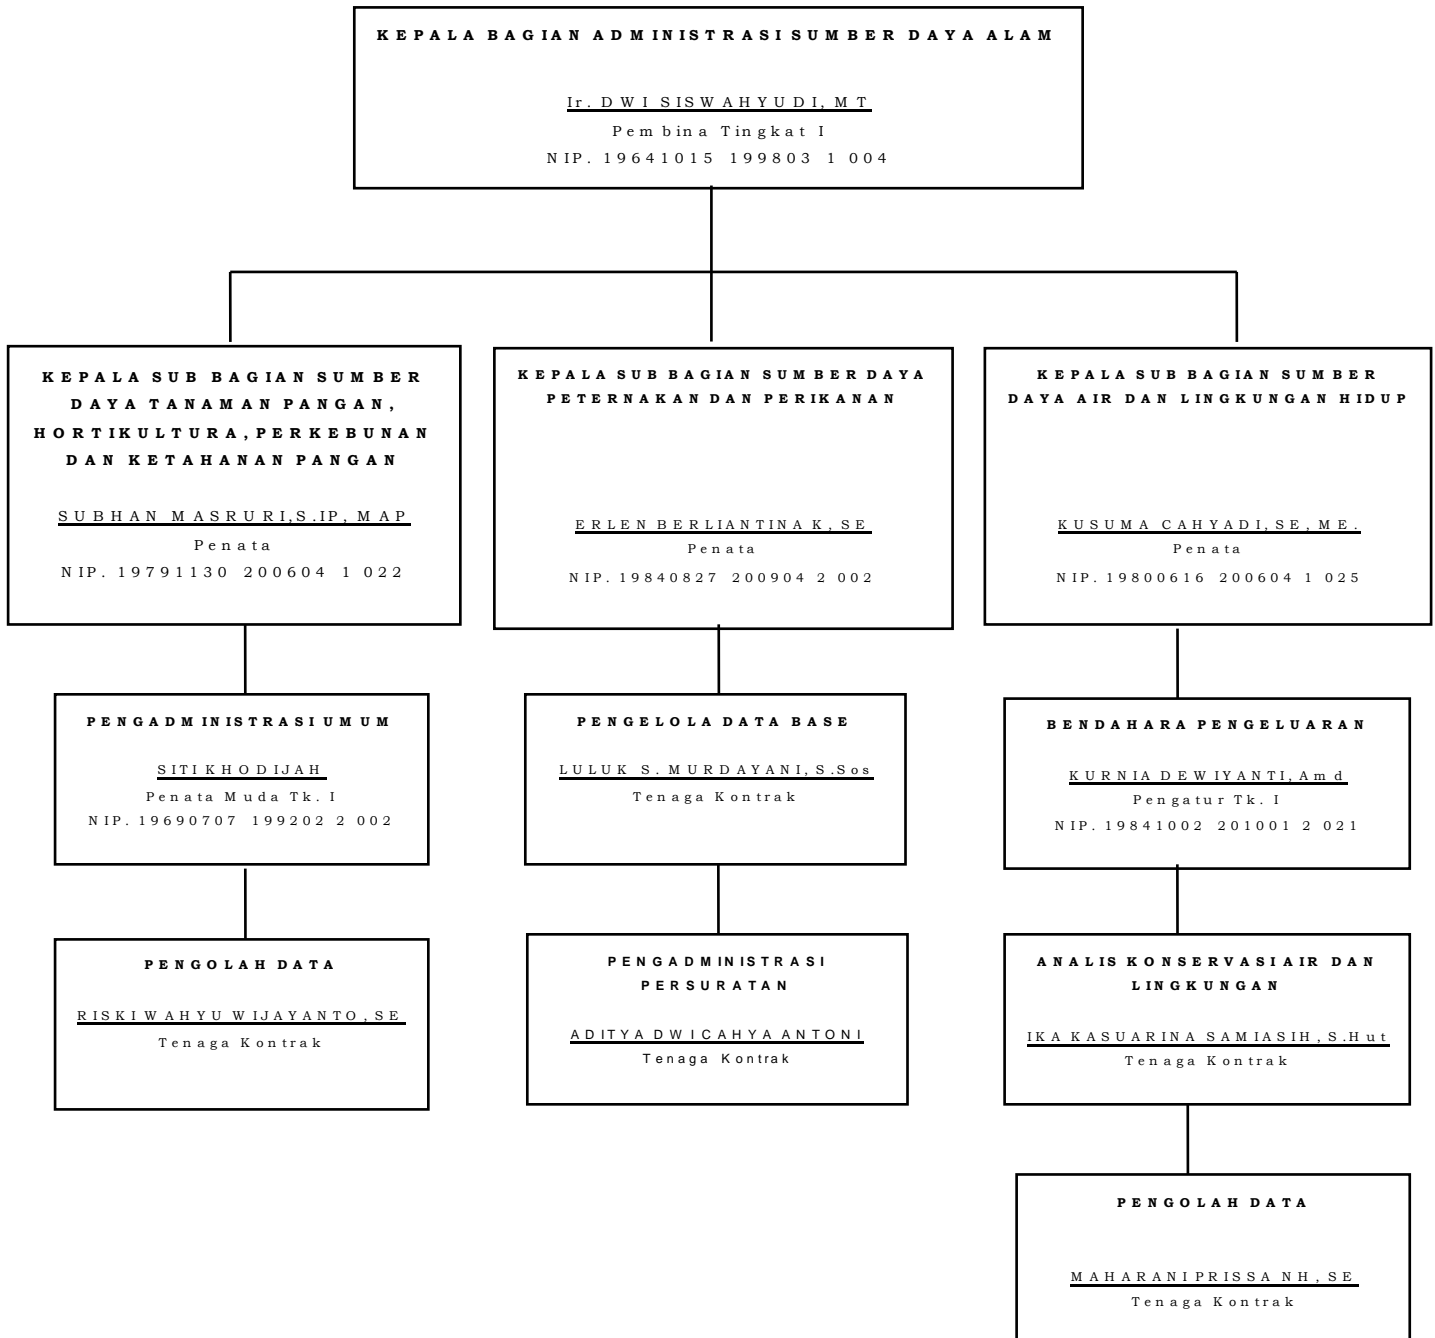 KEPALA BAGIAN ADMINISTRASI SUMBER DAYA ALAM
Ir. DWI SISWAHYUDI, MT
Pembina Tingkat I
NIP. 19641015 199803 1 004
KEPALA SUB BAGIAN SUMBER
DAYA TANAMAN PANGAN,
HORTIKULTURA, PERKEBUNAN
DAN KETAHANAN PANGAN
SUBHAN MASRURI,S.IP, MAP
Penata
NIP. 19791130 200604 1 022
KEPALA SUB BAGIAN SUMBER DAYA
PETERNAKAN DAN PERIKANAN
ERLEN BERLIANTINA K, SE
Penata
NIP. 19840827 200904 2 002
KEPALA SUB BAGIAN SUMBER
DAYA AIR DAN LINGKUNGAN HIDUP
KUSUMA CAHYADI, SE, ME.
Penata
NIP. 19800616 200604 1 025
PENGADMINISTRASI UMUM
SITI KHODIJAH
Penata Muda Tk. I
NIP. 19690707 199202 2 002
PENGELOLA DATA BASE
LULUK S. MURDAYANI, S.Sos
Tenaga Kontrak
BENDAHARA PENGELUARAN
KURNIA DEWIYANTI, Amd
Pengatur Tk. I
NIP. 19841002 201001 2 021
PENGOLAH DATA
RISKI WAHYU WIJAYANTO, SE
Tenaga Kontrak
PENGADMINISTRASI
PERSURATAN
ADITYA DWI CAHYA ANTONI
Tenaga Kontrak
ANALIS KONSERVASI AIR DAN
LINGKUNGAN
IKA KASUARINA SAMIASIH, S.Hut
Tenaga Kontrak
PENGOLAH DATA
MAHARANI PRISSA NH, SE
Tenaga Kontrak